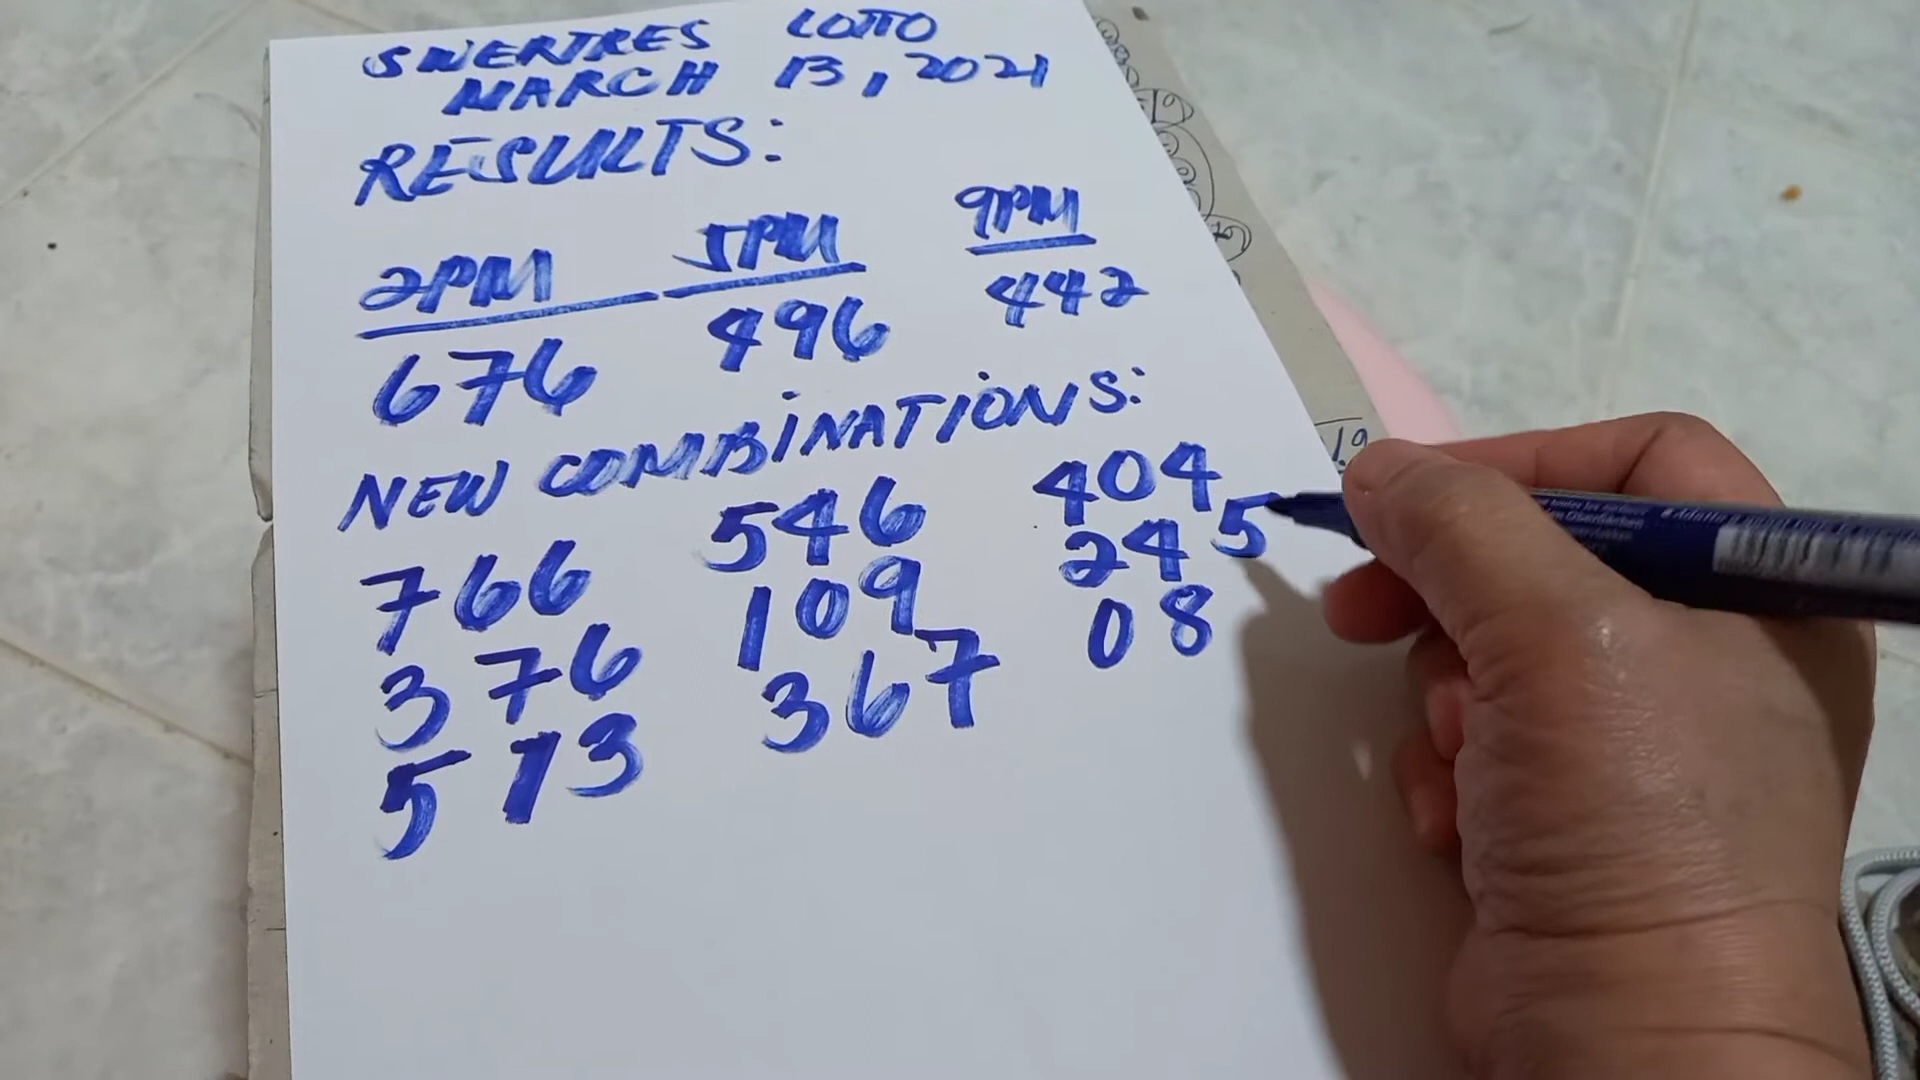 SWERTRES LOTTO
MARCH 13, 2021
RESULTS:
2PM 5PM 9PM
676 496 442
NEW COMBINATIONS:
766 546 404
376 109 245
513 367 08